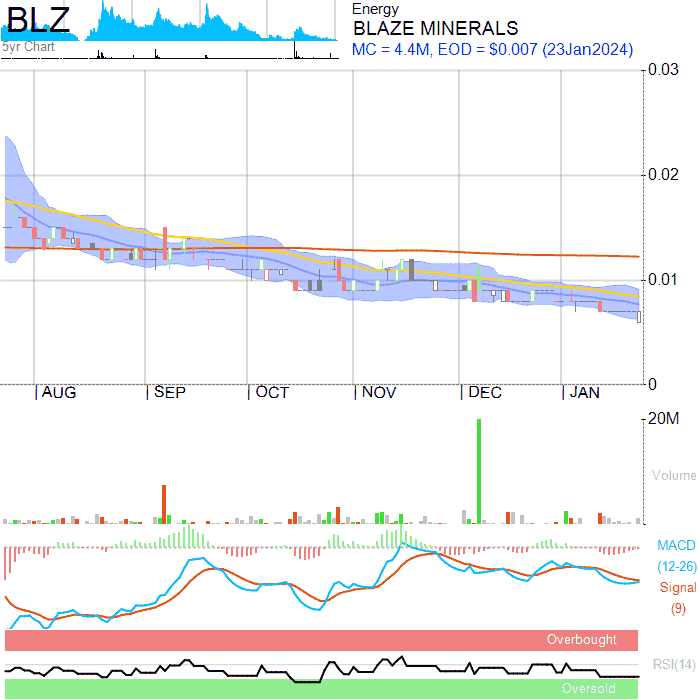 BLZ
5yr Chart
Energy
BLAZE MINERALS
MC = 4.4M, EOD = $0.007 (23Jan2024)
0.03
0.02
0.01
0
AUG SEP OCT NOV DEC JAN
20M
Volume
MACD
(12-26)
Signal
(9)
Overbought
RSI(14)
Oversold